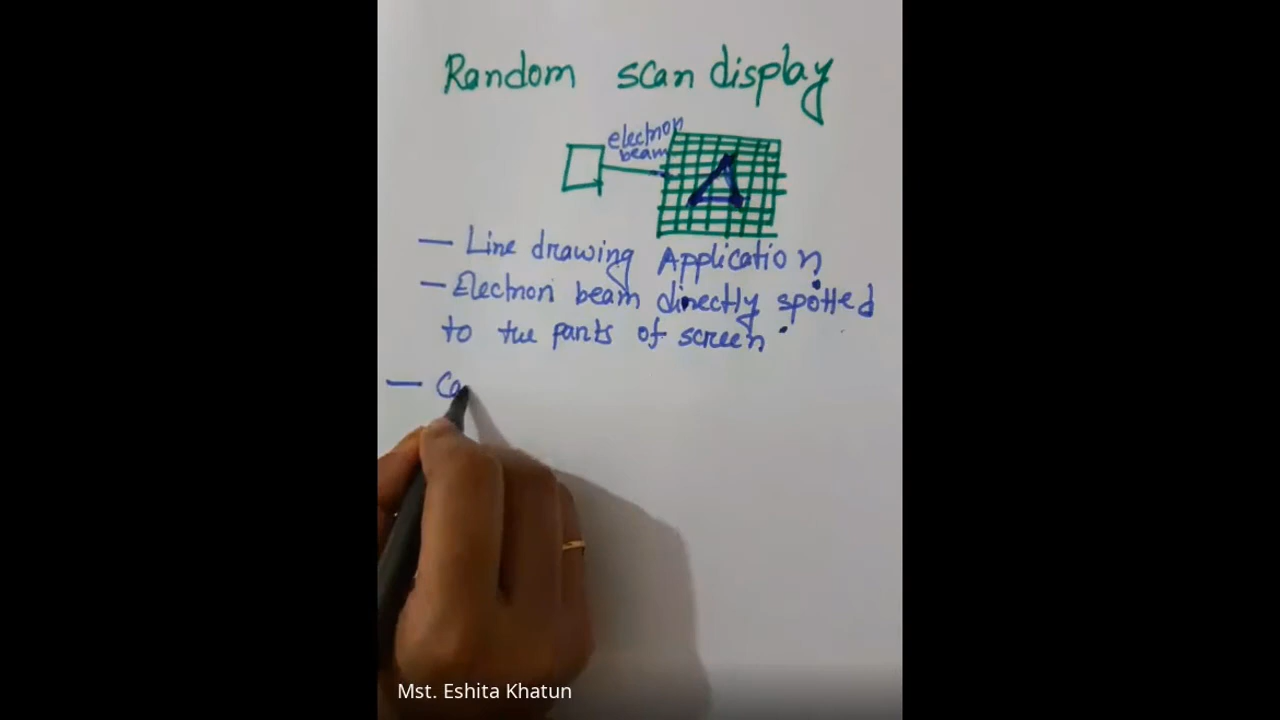 Random scan display
electron
beam
— Line drawing Application.
— Electron beam directly spotted
to the parts of screen.
— Ca
Mst. Eshita Khatun